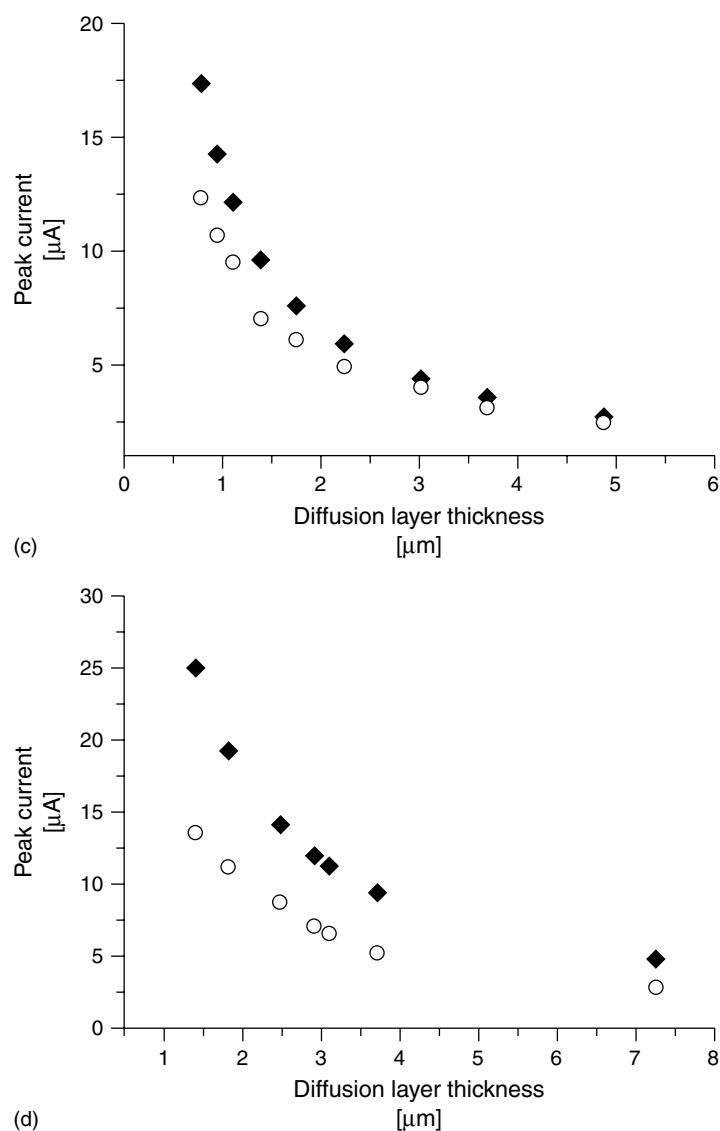 20
15
10
5
Peak current
[μA]
0 1 2 3 4 5 6
Diffusion layer thickness
[μm]
(c)
30
25
20
15
10
5
0
Peak current
[μA]
1 2 3 4 5 6 7 8
Diffusion layer thickness
[μm]
(d)